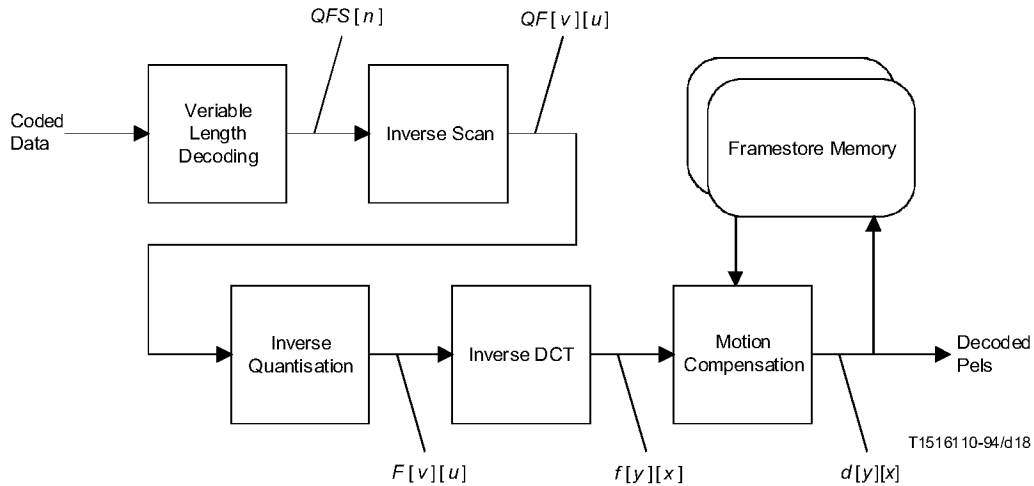 QFS[n]
QF[v][u]
Coded
Data
Veriable
Length
Decoding
Inverse Scan
Framestore Memory
Inverse
Quantisation
Inverse DCT
Motion
Compensation
Decoded
Pels
T1516110-94/d18
F[v][u]
f[y][x]
d[y][x]